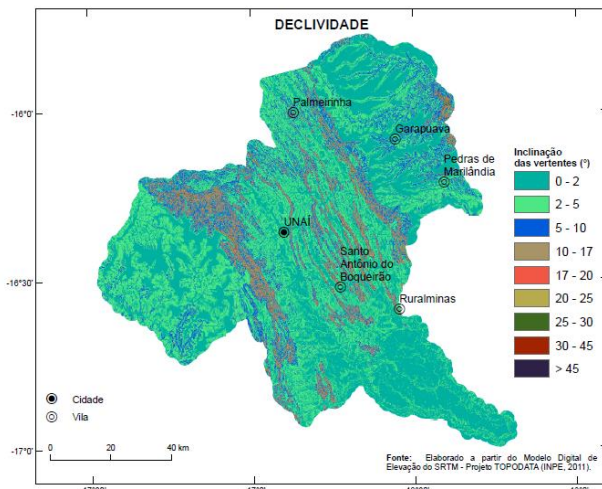 DECLIVIDADE
-16°0'
-16°30'
-17°0'
Palmeirinha
Garapuava
Pedras de
Marilândia
UNAÍ
Santo
Antônio do
Boqueirão
Ruralminas
Inclinação
das vertentes (º)
0 - 2
2 - 5
5 - 10
10 - 17
17 - 20
20 - 25
25 - 30
30 - 45
> 45
Cidade
Vila
0 20 40 km
Fonte: Elaborado a partir do Modelo Digital de
Elevação do SRTM - Projeto TOPODATA (INPE, 2011).